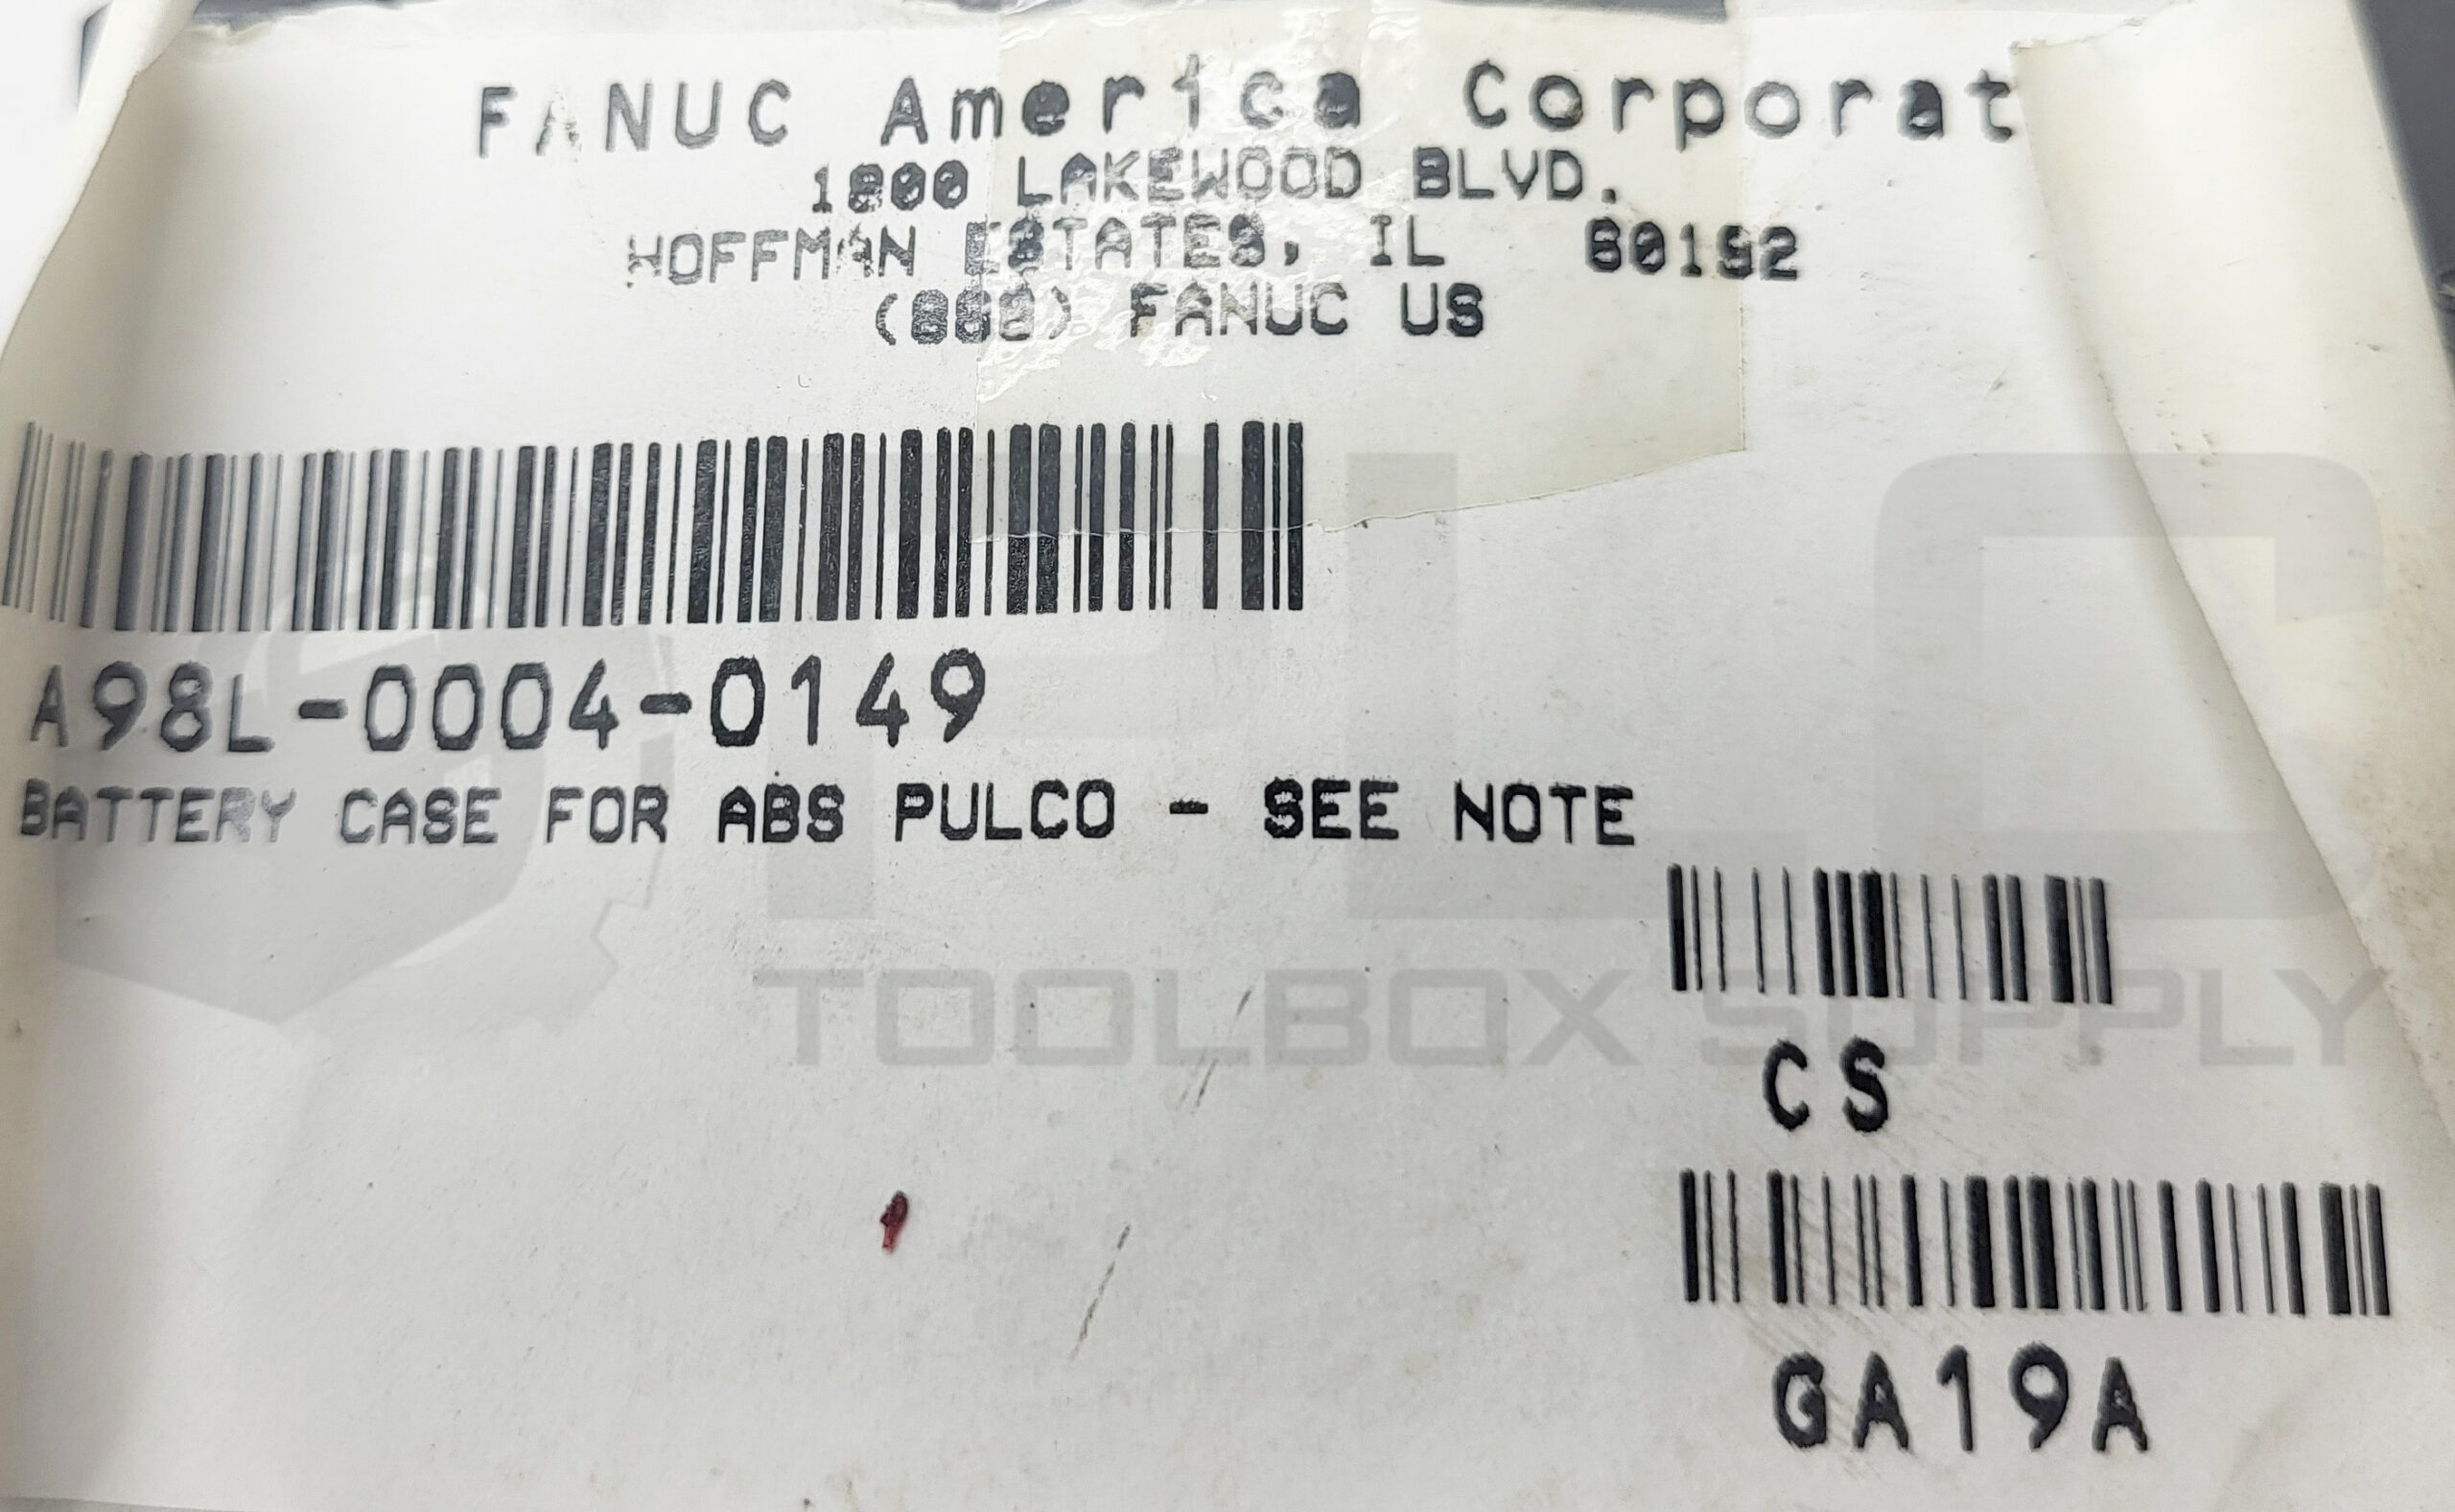 FANUC America Corporat
1800 LAKEWOOD BLVD.
HOFFMAN ESTATES, IL 60192
(888) FANUC US
A98L-0004-0149
BATTERY CASE FOR ABS PULCO - SEE NOTE
PLC
TOOLBOX SUPPLY
CS
GA19A